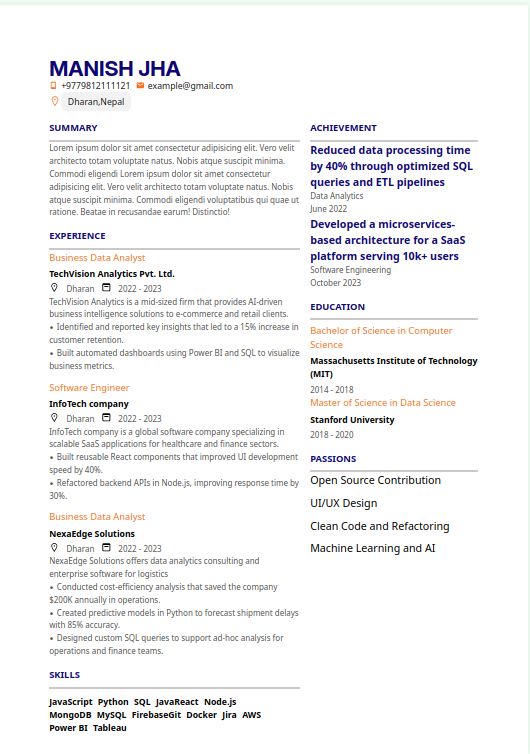 MANISH JHA
+9779812111121 example@gmail.com
Dharan,Nepal
SUMMARY
Lorem ipsum dolor sit amet consectetur adipisicing elit. Vero velit
architecto totam voluptate natus. Nobis atque suscipit minima.
Commodi eligendi Lorem ipsum dolor sit amet consectetur
adipisicing elit. Vero velit architecto totam voluptate natus. Nobis
atque suscipit minima. Commodi eligendi voluptatibus qui quae ut
ratione. Beatae in recusandae earum! Distinctio!
EXPERIENCE
Business Data Analyst
TechVision Analytics Pvt. Ltd.
Dharan 2022 - 2023
TechVision Analytics is a mid-sized firm that provides AI-driven
business intelligence solutions to e-commerce and retail clients.
• Identified and reported key insights that led to a 15% increase in
customer retention.
• Built automated dashboards using Power BI and SQL to visualize
business metrics.
Software Engineer
InfoTech company
Dharan 2022 - 2023
InfoTech company is a global software company specializing in
scalable SaaS applications for healthcare and finance sectors.
• Built reusable React components that improved UI development
speed by 40%.
• Refactored backend APIs in Node.js, improving response time by
30%.
Business Data Analyst
NexaEdge Solutions
Dharan 2022 - 2023
NexaEdge Solutions offers data analytics consulting and
enterprise software for logistics
• Conducted cost-efficiency analysis that saved the company
$200K annually in operations.
• Created predictive models in Python to forecast shipment delays
with 85% accuracy.
• Designed custom SQL queries to support ad-hoc analysis for
operations and finance teams.
SKILLS
JavaScript Python SQL JavaReact Node.js
MongoDB MySQL FirebaseGit Docker Jira AWS
Power BI Tableau
ACHIEVEMENT
Reduced data processing time
by 40% through optimized SQL
queries and ETL pipelines
Data Analytics
June 2022
Developed a microservices-
based architecture for a SaaS
platform serving 10k+ users
Software Engineering
October 2023
EDUCATION
Bachelor of Science in Computer
Science
Massachusetts Institute of Technology
(MIT)
2014 - 2018
Master of Science in Data Science
Stanford University
2018 - 2020
PASSIONS
Open Source Contribution
UI/UX Design
Clean Code and Refactoring
Machine Learning and AI